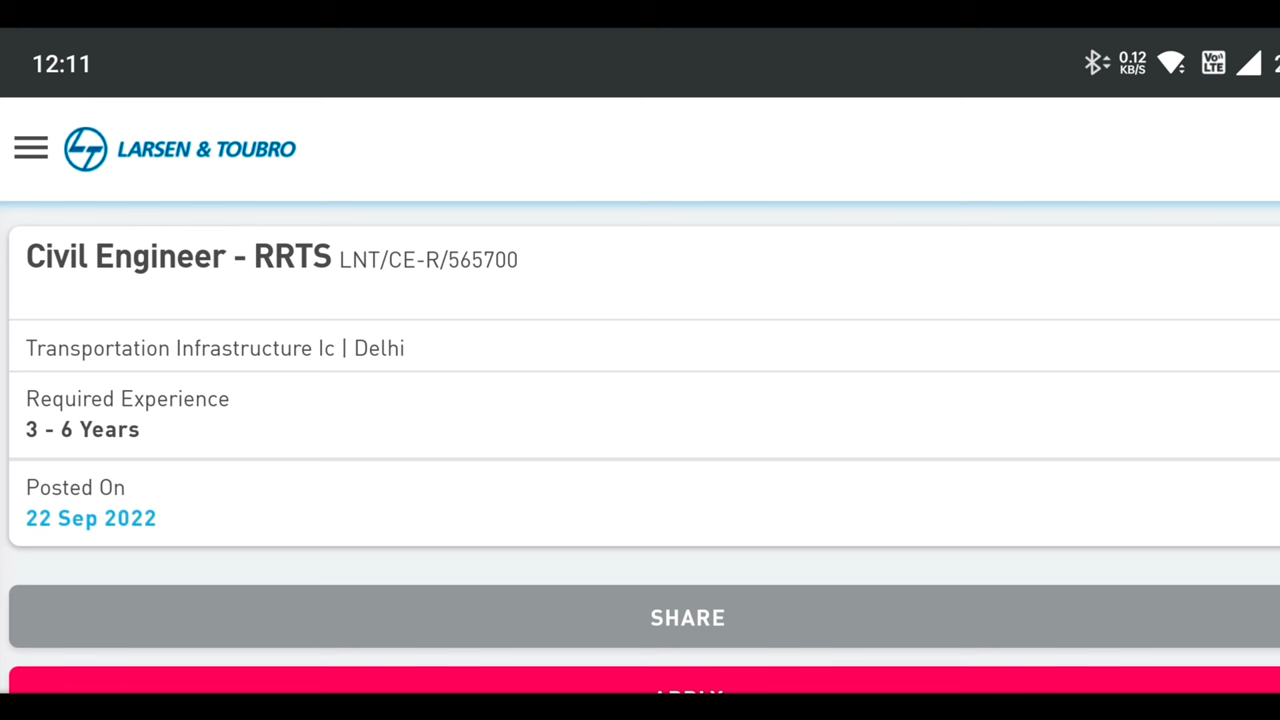 12:11
0.12
KB/S
Vo
LTE
LARSEN & TOUBRO
Civil Engineer - RRTS LNT/CE-R/565700
Transportation Infrastructure Ic | Delhi
Required Experience
3 - 6 Years
Posted On
22 Sep 2022
SHARE
APPLY